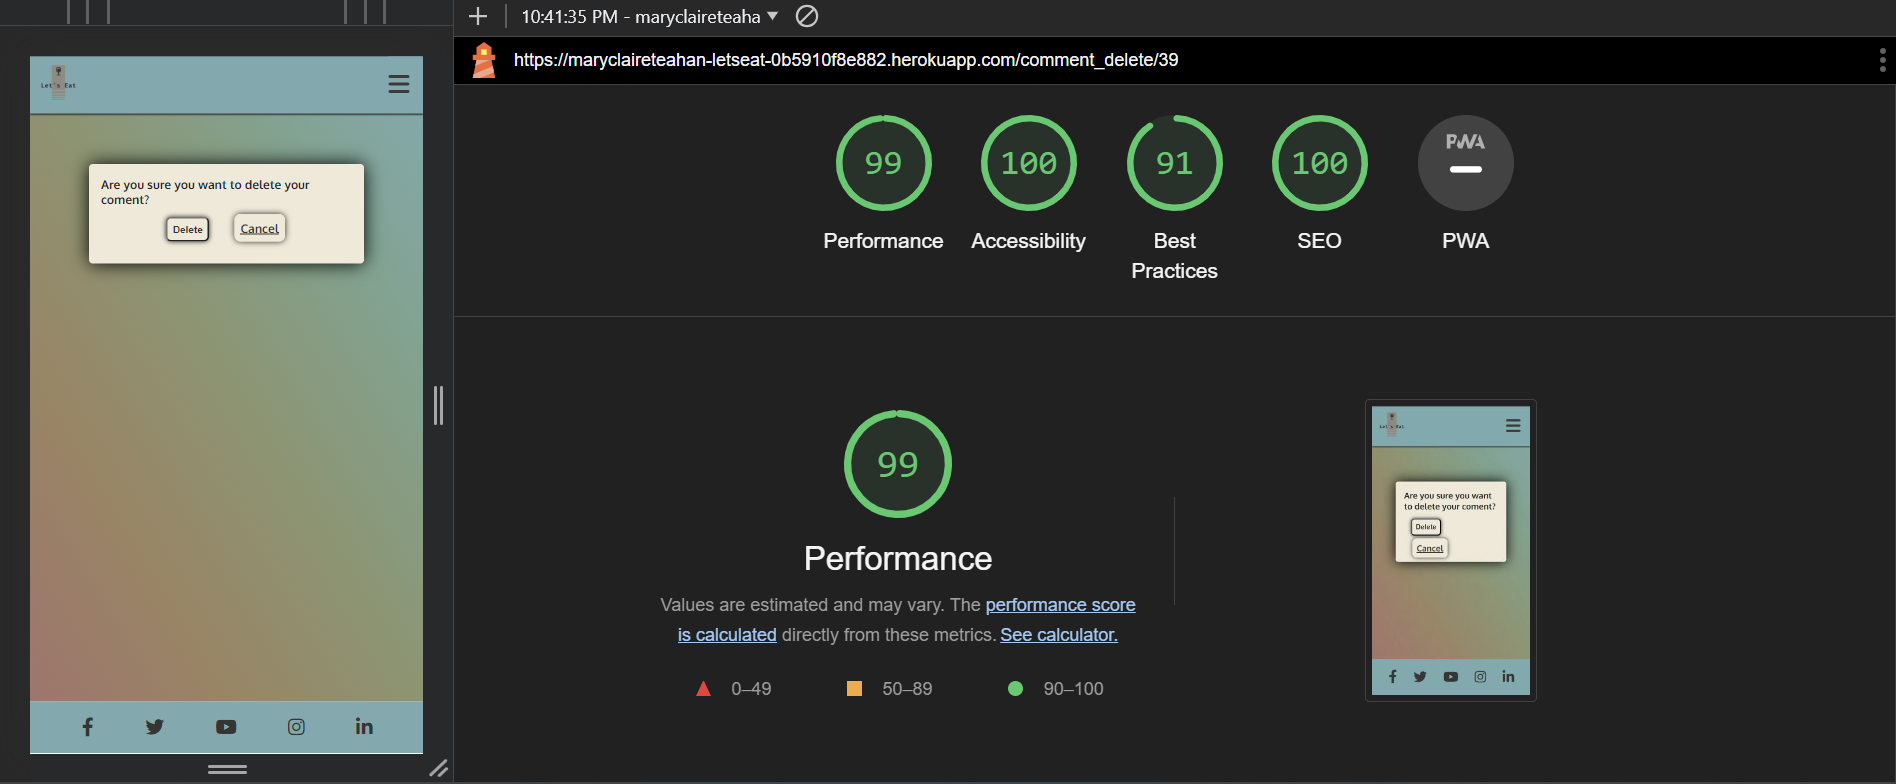 10:41:35 PM - maryclaireteaha
https://maryclaireteahan-letseat-0b5910f8e882.herokuapp.com/comment_delete/39
Let's Eat
Are you sure you want to delete your
coment?
Delete
Cancel
99
100
91
100
PWA
Performance
Accessibility
Best
Practices
SEO
PWA
99
Performance
Values are estimated and may vary. The performance score
is calculated directly from these metrics. See calculator.
0–49
50–89
90–100
Let's Eat
Are you sure you want
to delete your coment?
Delete
Cancel